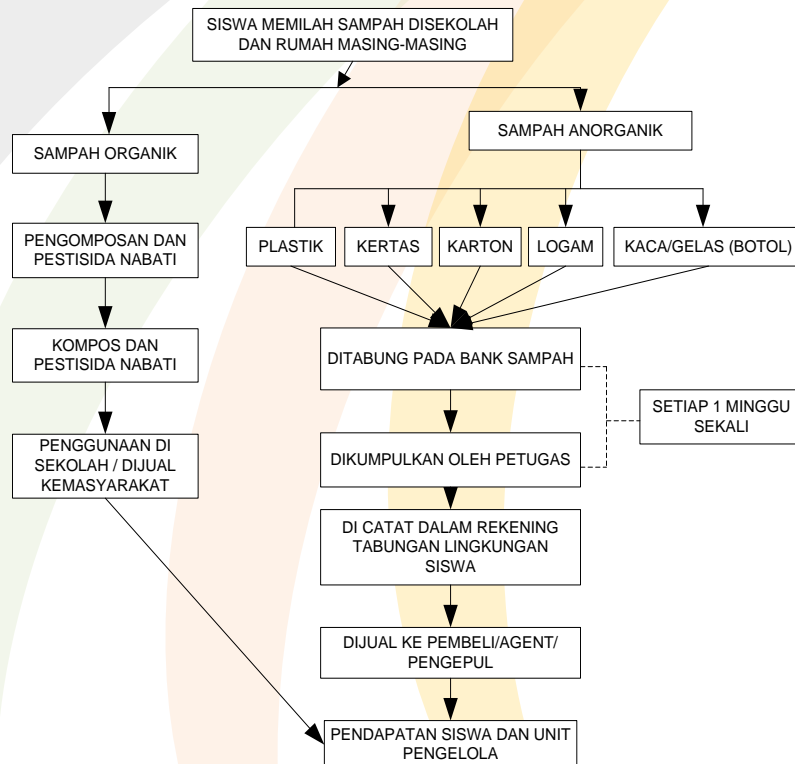 SISWA MEMILAH SAMPAH DISEKOLAH
DAN RUMAH MASING-MASING
SAMPAH ORGANIK
SAMPAH ANORGANIK
PENGOMPOSAN DAN
PESTISIDA NABATI
PLASTIK
KERTAS
KARTON
LOGAM
KACA/GELAS (BOTOL)
KOMPOS DAN
PESTISIDA NABATI
DITABUNG PADA BANK SAMPAH
SETIAP 1 MINGGU
SEKALI
PENGGUNAAN DI
SEKOLAH / DIJUAL
KEMASYARAKAT
DIKUMPULKAN OLEH PETUGAS
DI CATAT DALAM REKENING
TABUNGAN LINGKUNGAN
SISWA
DIJUAL KE PEMBELI/AGENT/
PENGEPUL
PENDAPATAN SISWA DAN UNIT
PENGELOLA